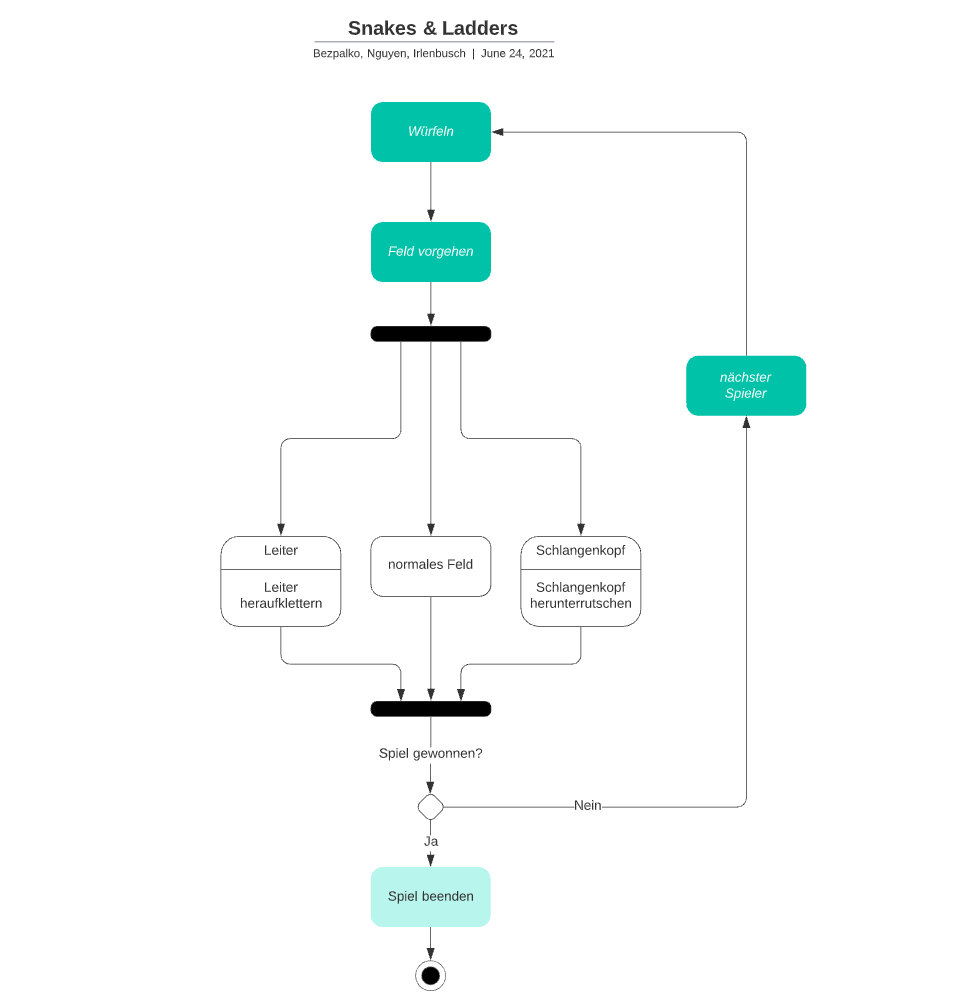 Snakes & Ladders
Bezpalko, Nguyen, Irlenbusch | June 24, 2021
Würfeln
Feld vorgehen
nächster
Spieler
Leiter
Leiter
heraufklettern
normales Feld
Schlangenkopf
Schlangenkopf
herunterrutschen
Spiel gewonnen?
Nein
Ja
Spiel beenden